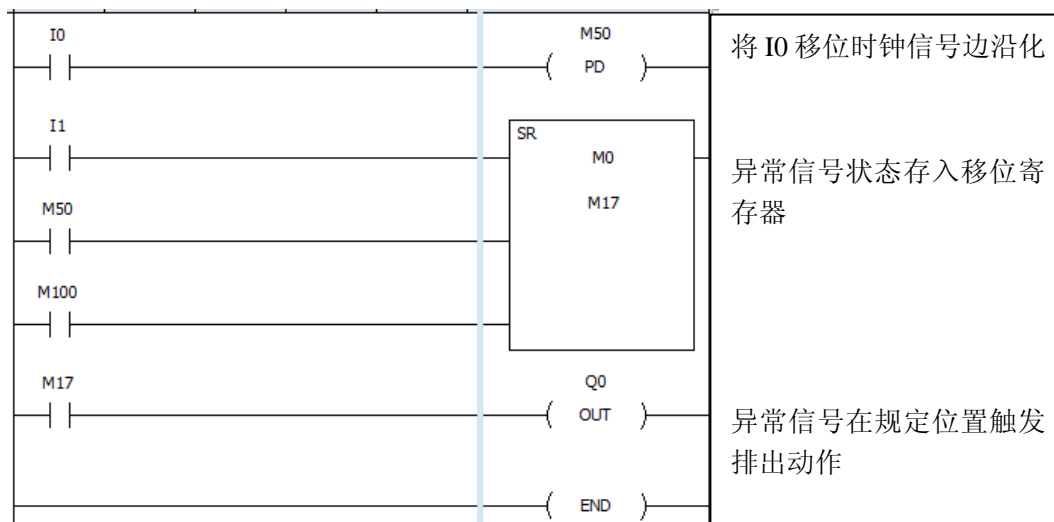 I0
M50
PD
将 I0 移位时钟信号边沿化
I1
SR
M0
M17
异常信号状态存入移位寄
存器
M50
M100
M17
Q0
OUT
异常信号在规定位置触发
排出动作
END